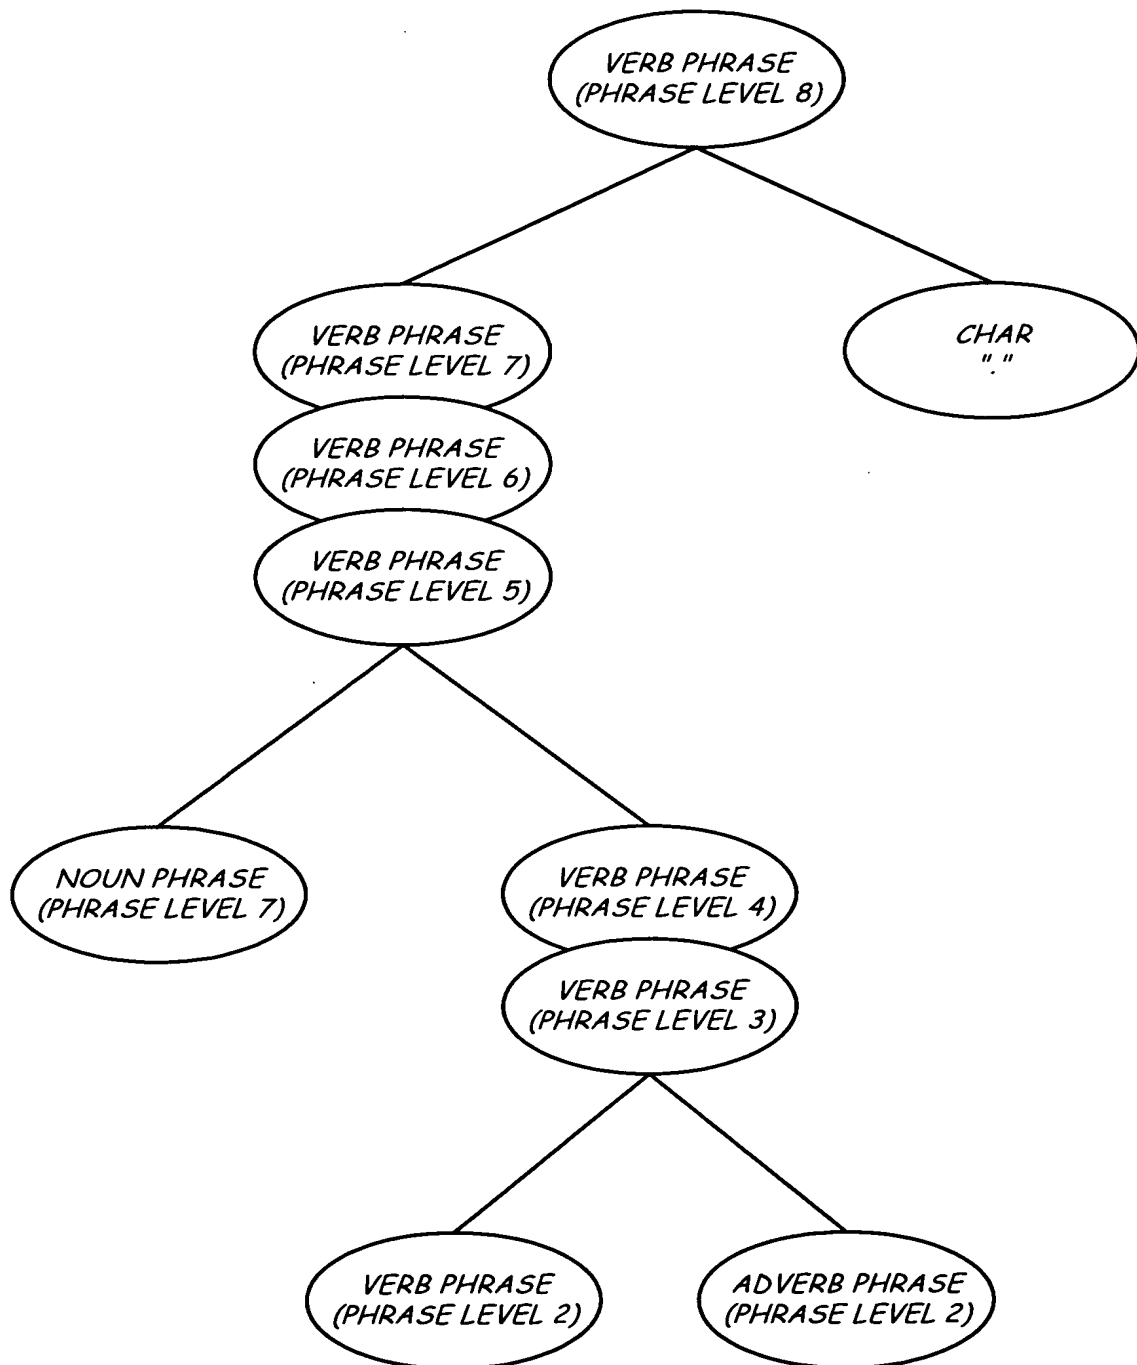 VERB PHRASE
(PHRASE LEVEL 8)
VERB PHRASE
(PHRASE LEVEL 7)
CHAR
"."
VERB PHRASE
(PHRASE LEVEL 6)
VERB PHRASE
(PHRASE LEVEL 5)
NOUN PHRASE
(PHRASE LEVEL 7)
VERB PHRASE
(PHRASE LEVEL 4)
VERB PHRASE
(PHRASE LEVEL 3)
VERB PHRASE
(PHRASE LEVEL 2)
ADVERB PHRASE
(PHRASE LEVEL 2)